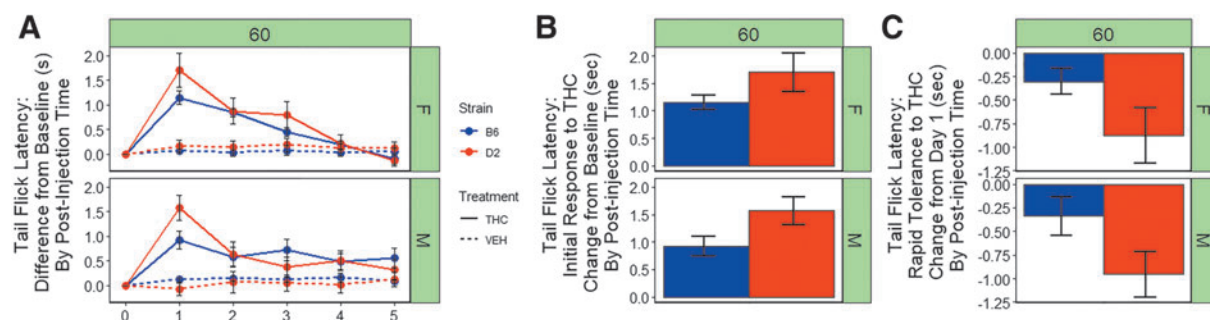 A
60
Tail Flick Latency:
Difference from Baseline (s)
By Post-Injection Time
2.0
1.5
1.0
0.5
0.0
F
2.0
1.5
1.0
0.5
0.0
M
0 1 2 3 4 5
Strain
B6
D2
Treatment
THC
VEH
B
60
Tail Flick Latency:
Initial Response to THC
Change from Baseline (sec)
By Post-injection Time
2.0
1.5
1.0
0.5
0.0
F
2.0
1.5
1.0
0.5
0.0
M
C
60
Tail Flick Latency:
Rapid Tolerance to THC
Change from Day 1 (sec)
By Post-injection Time
0.00
-0.25
-0.50
-0.75
-1.00
-1.25
F
0.00
-0.25
-0.50
-0.75
-1.00
-1.25
M